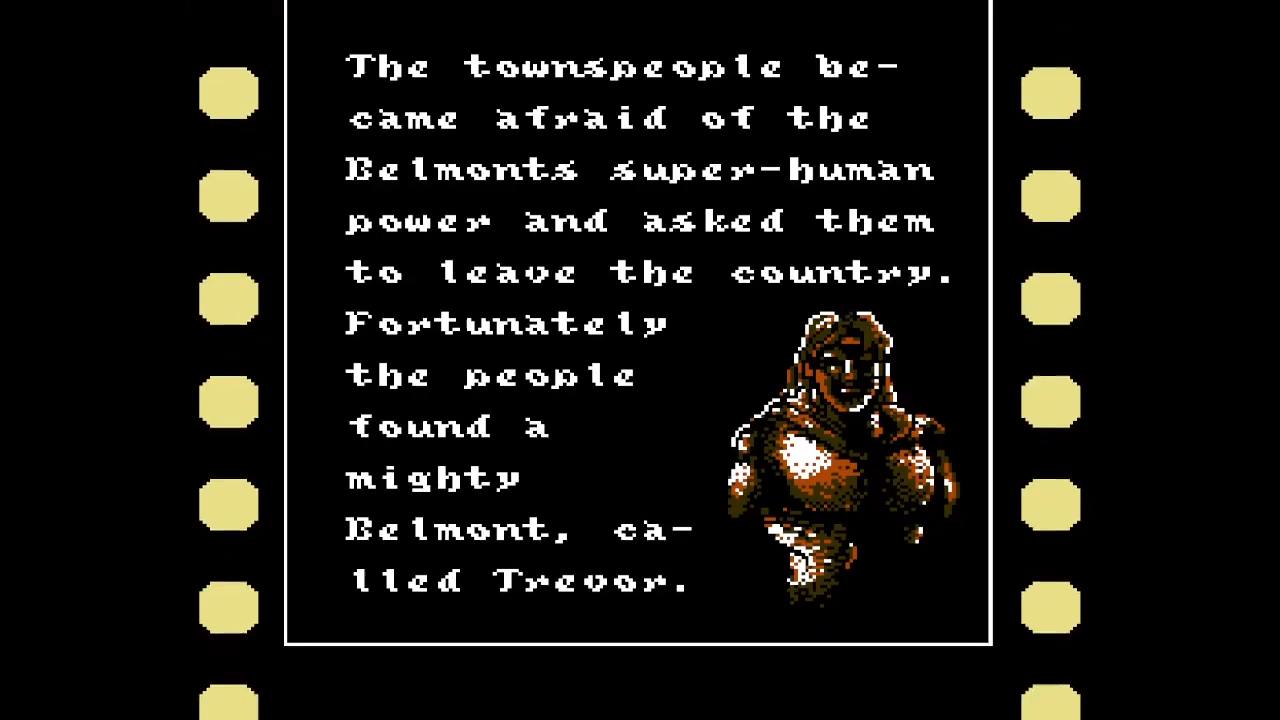 The townspeople be-
came afraid of the
Belmonts super-human
power and asked them
to leave the country.
Fortunately
the people
found a
mighty
Belmont, ca-
lled Trevor.